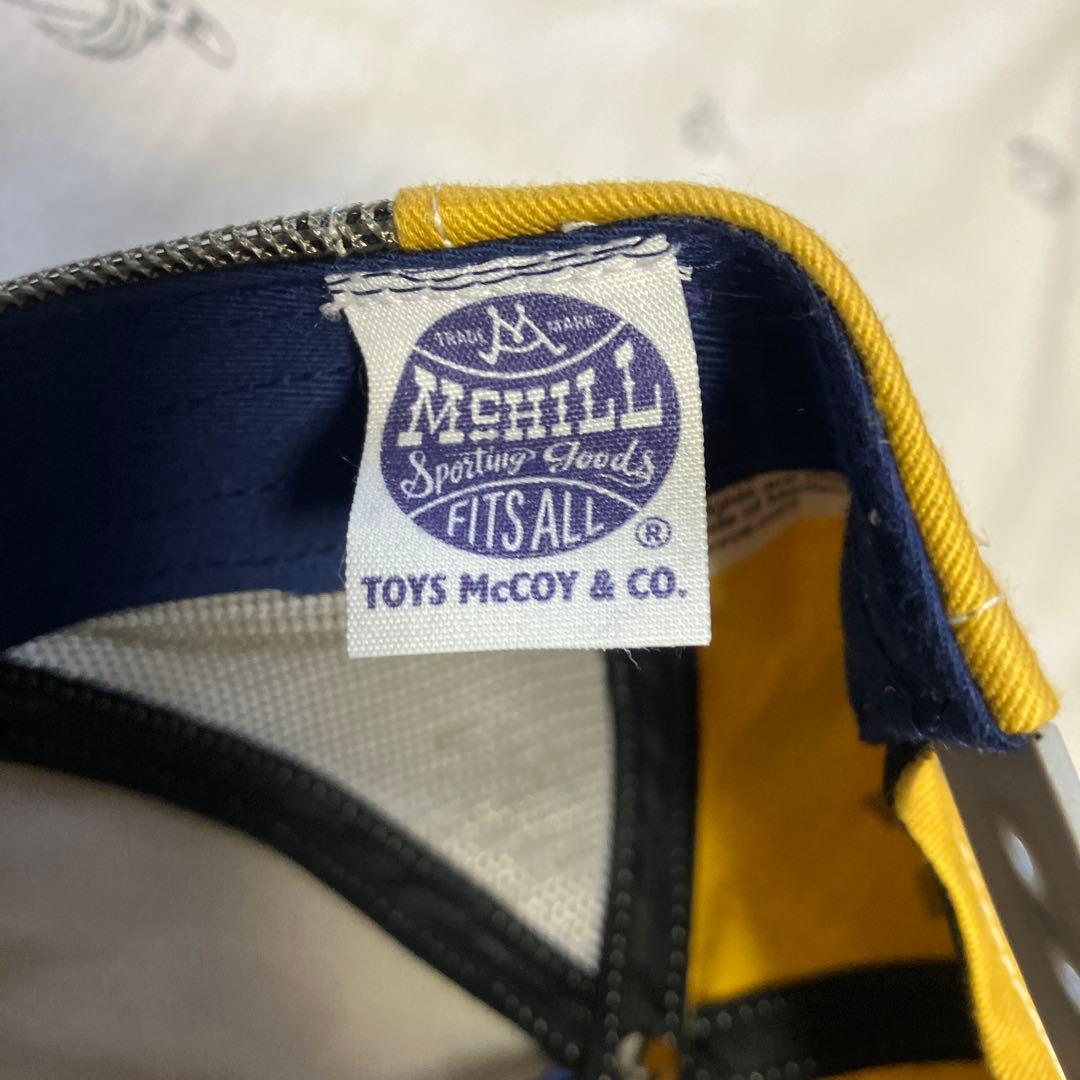 TRADE MARK
McHILL
Sporting Goods
FITS ALL
®
TOYS McCOY & CO.